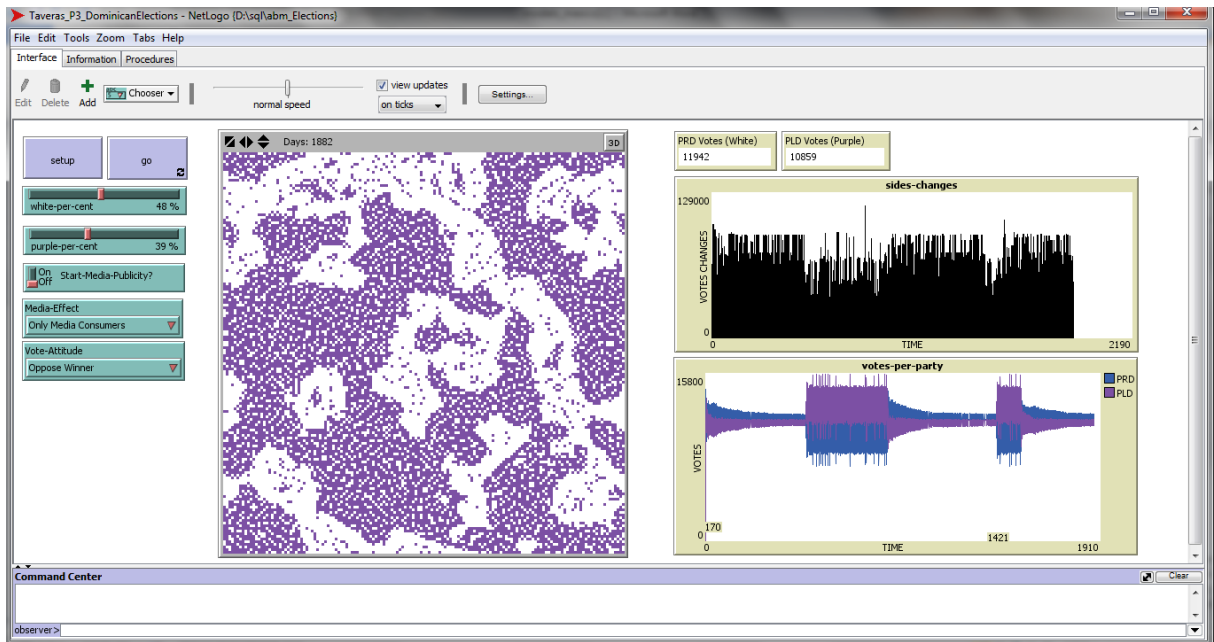 Taveras_P3_DominicanElections - NetLogo {D:\sql\abm_Elections}
File Edit Tools Zoom Tabs Help
Interface Information Procedures
Edit Delete Add Chooser normal speed view updates on ticks Settings...
setup go
white-per-cent 48 %
purple-per-cent 39 %
On Off Start-Media-Publicity?
Media-Effect
Only Media Consumers
Vote-Attitude
Oppose Winner
Days: 1882 3D
PRD Votes (White)
11942
PLD Votes (Purple)
10859
sides-changes
129000
VOTES CHANGES
0
0 TIME 2190
votes-per-party
15800
VOTES
0
PRD
PLD
170
1421
0 TIME 1910
Command Center Clear
observer>